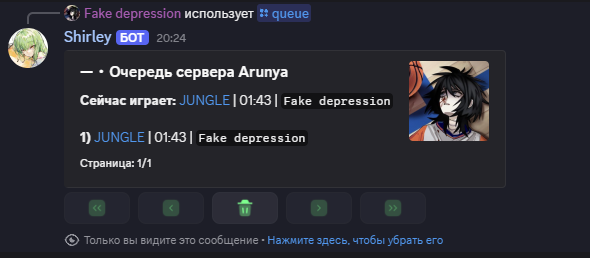 Fake depression использует queue
Shirley БОТ 20:24
— • Очередь сервера Arunya
Сейчас играет: JUNGLE | 01:43 | Fake depression
1) JUNGLE | 01:43 | Fake depression
Страница: 1/1
Только вы видите это сообщение • Нажмите здесь, чтобы убрать его